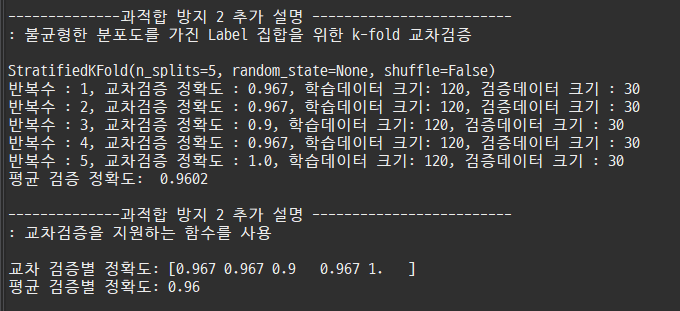 --------------과적합 방지 2 추가 설명 -------------------------
: 불균형한 분포도를 가진 Label 집합을 위한 k-fold 교차검증
StratifiedKFold(n_splits=5, random_state=None, shuffle=False)
반복수 : 1, 교차검증 정확도 : 0.967, 학습데이터 크기: 120, 검증데이터 크기 : 30
반복수 : 2, 교차검증 정확도 : 0.967, 학습데이터 크기: 120, 검증데이터 크기 : 30
반복수 : 3, 교차검증 정확도 : 0.9, 학습데이터 크기: 120, 검증데이터 크기 : 30
반복수 : 4, 교차검증 정확도 : 0.967, 학습데이터 크기: 120, 검증데이터 크기 : 30
반복수 : 5, 교차검증 정확도 : 1.0, 학습데이터 크기: 120, 검증데이터 크기 : 30
평균 검증 정확도:  0.9602
--------------과적합 방지 2 추가 설명 -------------------------
: 교차검증을 지원하는 함수를 사용
교차 검증별 정확도: [0.967 0.967 0.9   0.967 1.   ]
평균 검증별 정확도: 0.96